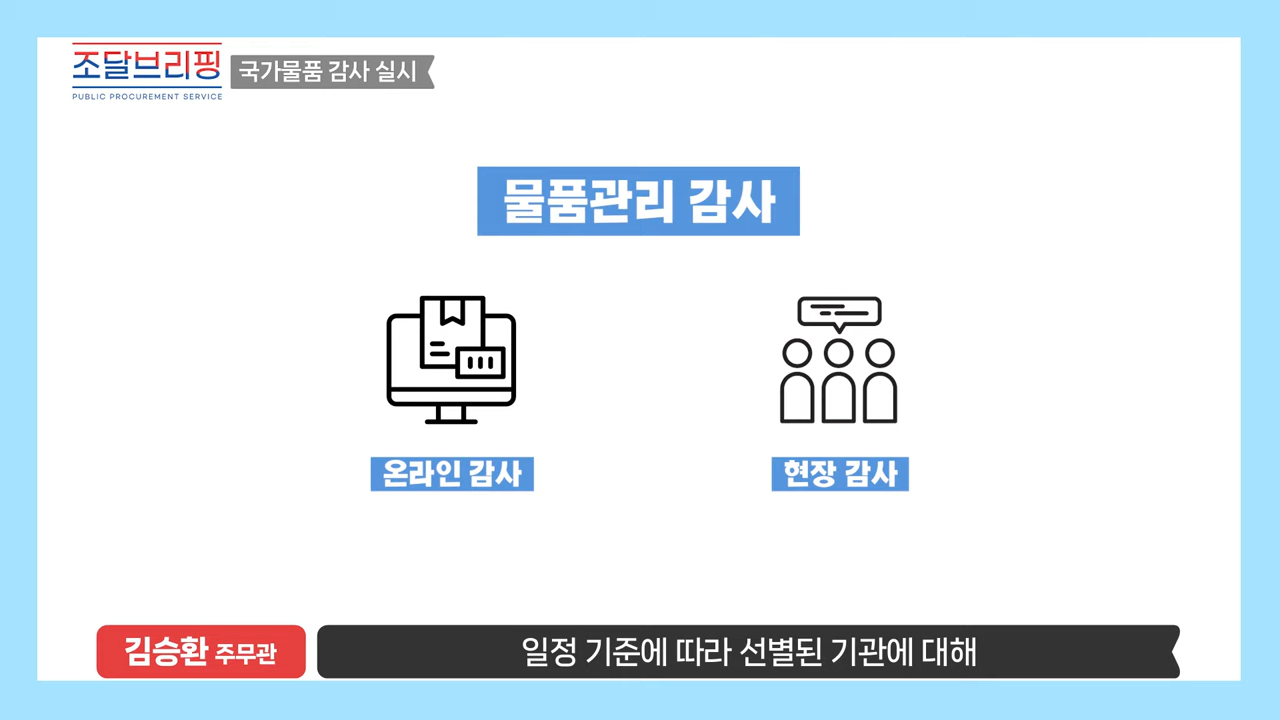 조달브리핑
PUBLIC PROCUREMENT SERVICE
국가물품 감사 실시
물품관리 감사
온라인 감사
현장 감사
김승환 주무관
일정 기준에 따라 선별된 기관에 대해